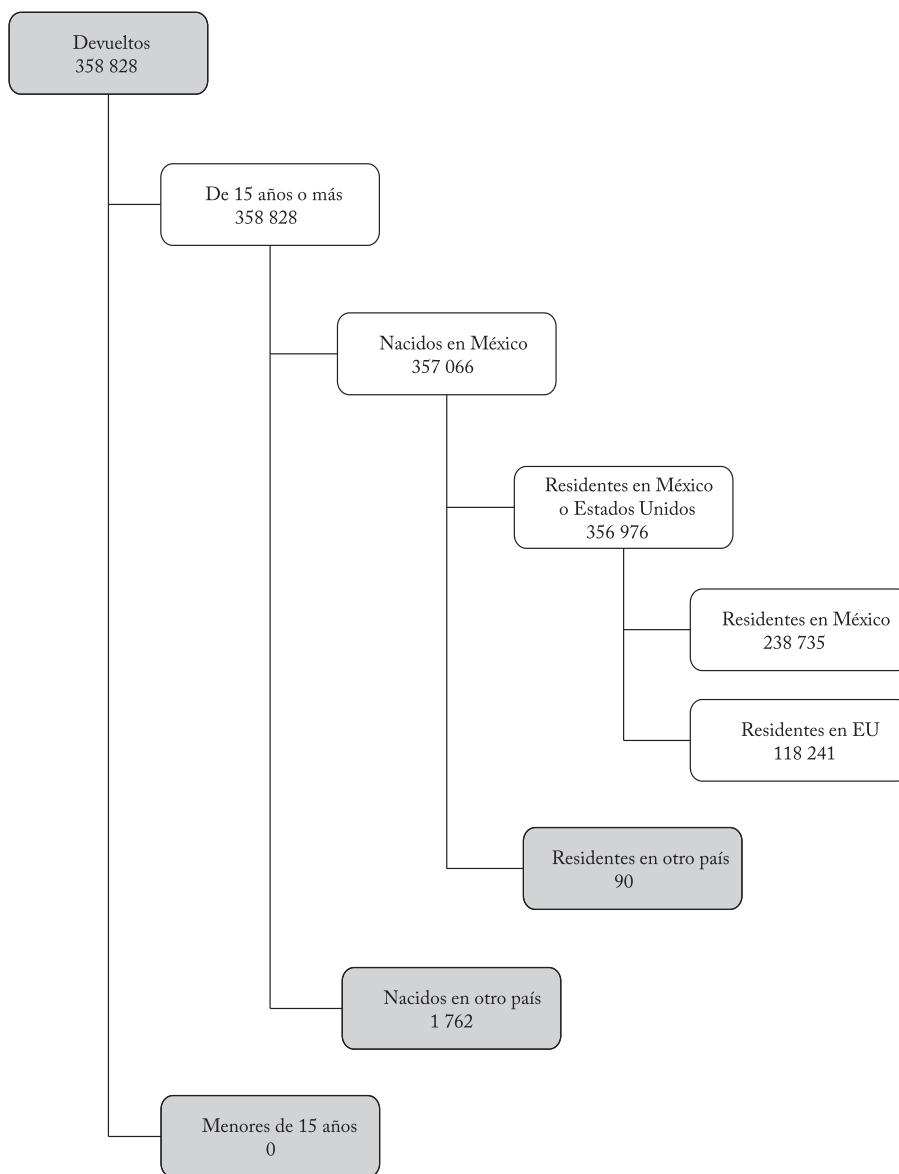 Devueltos
358 828
De 15 años o más
358 828
Nacidos en México
357 066
Residentes en México
o Estados Unidos
356 976
Residentes en México
238 735
Residentes en EU
118 241
Residentes en otro país
90
Nacidos en otro país
1 762
Menores de 15 años
0